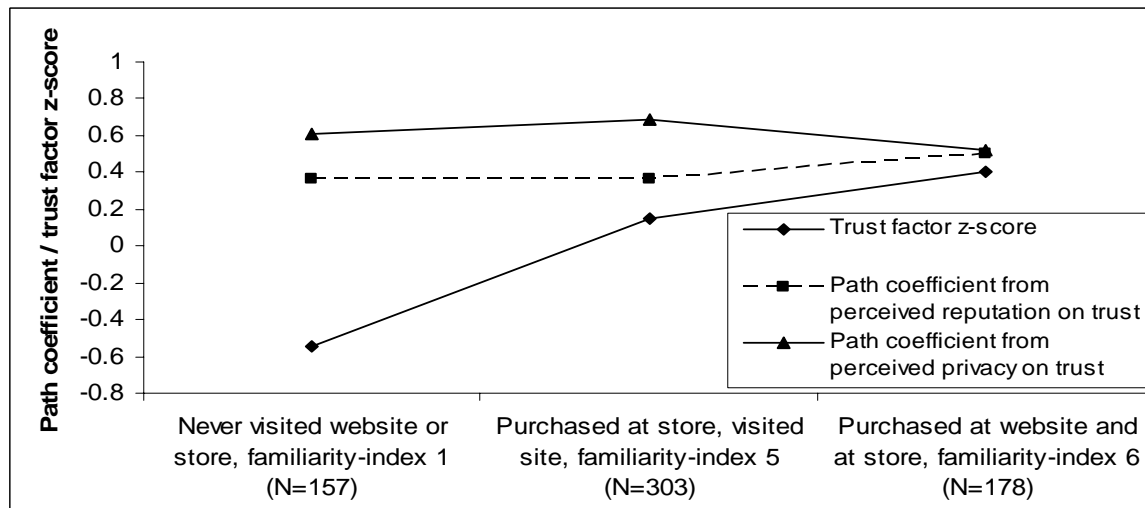 Path coefficient / trust factor z-score
1
0.8
0.6
0.4
0.2
0
-0.2
-0.4
-0.6
-0.8
Trust factor z-score
Path coefficient from
perceived reputation on trust
Path coefficient from
perceived privacy on trust
Never visited website or
store, familiarity-index 1
(N=157)
Purchased at store, visited
site, familiarity-index 5
(N=303)
Purchased at website and
at store, familiarity-index 6
(N=178)